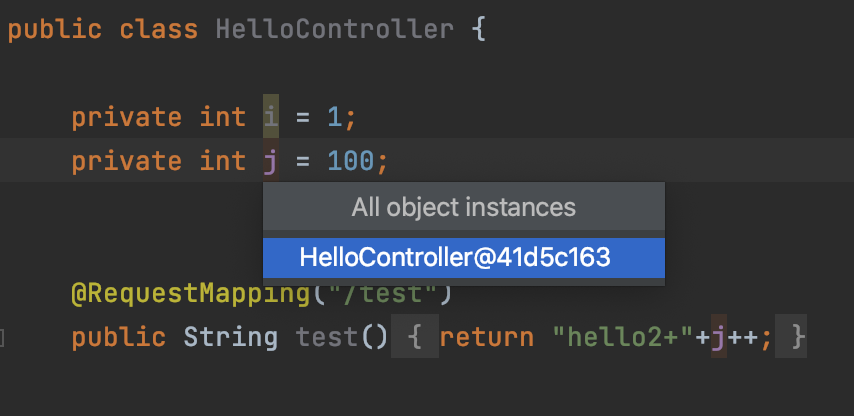 public class HelloController {
private int i = 1;
private int j = 100;
All object instances
HelloController@41d5c163
@RequestMapping("/test")
public String test() { return "hello2+"+j++; }